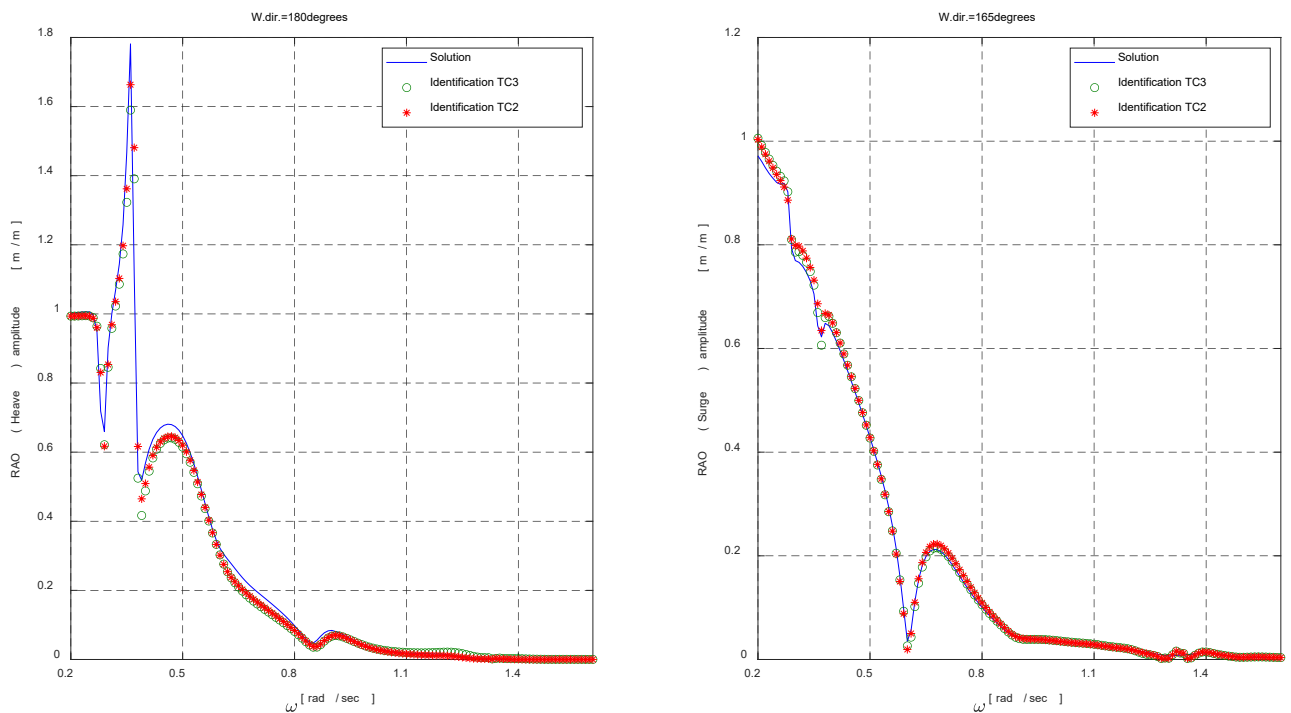 W.dir.=180degrees
1.8
1.6
1.4
1.2
1
0.8
0.6
0.4
0.2
0
RAO ( Heave ) amplitude [ m / m ]
Solution
Identification TC3
Identification TC2
0.2 0.5 0.8 1.1 1.4
ω [ rad / sec ]
W.dir.=165degrees
1.2
1
0.8
0.6
0.4
0.2
0
RAO ( Surge ) amplitude [ m / m ]
Solution
Identification TC3
Identification TC2
0.2 0.5 0.8 1.1 1.4
ω [ rad / sec ]